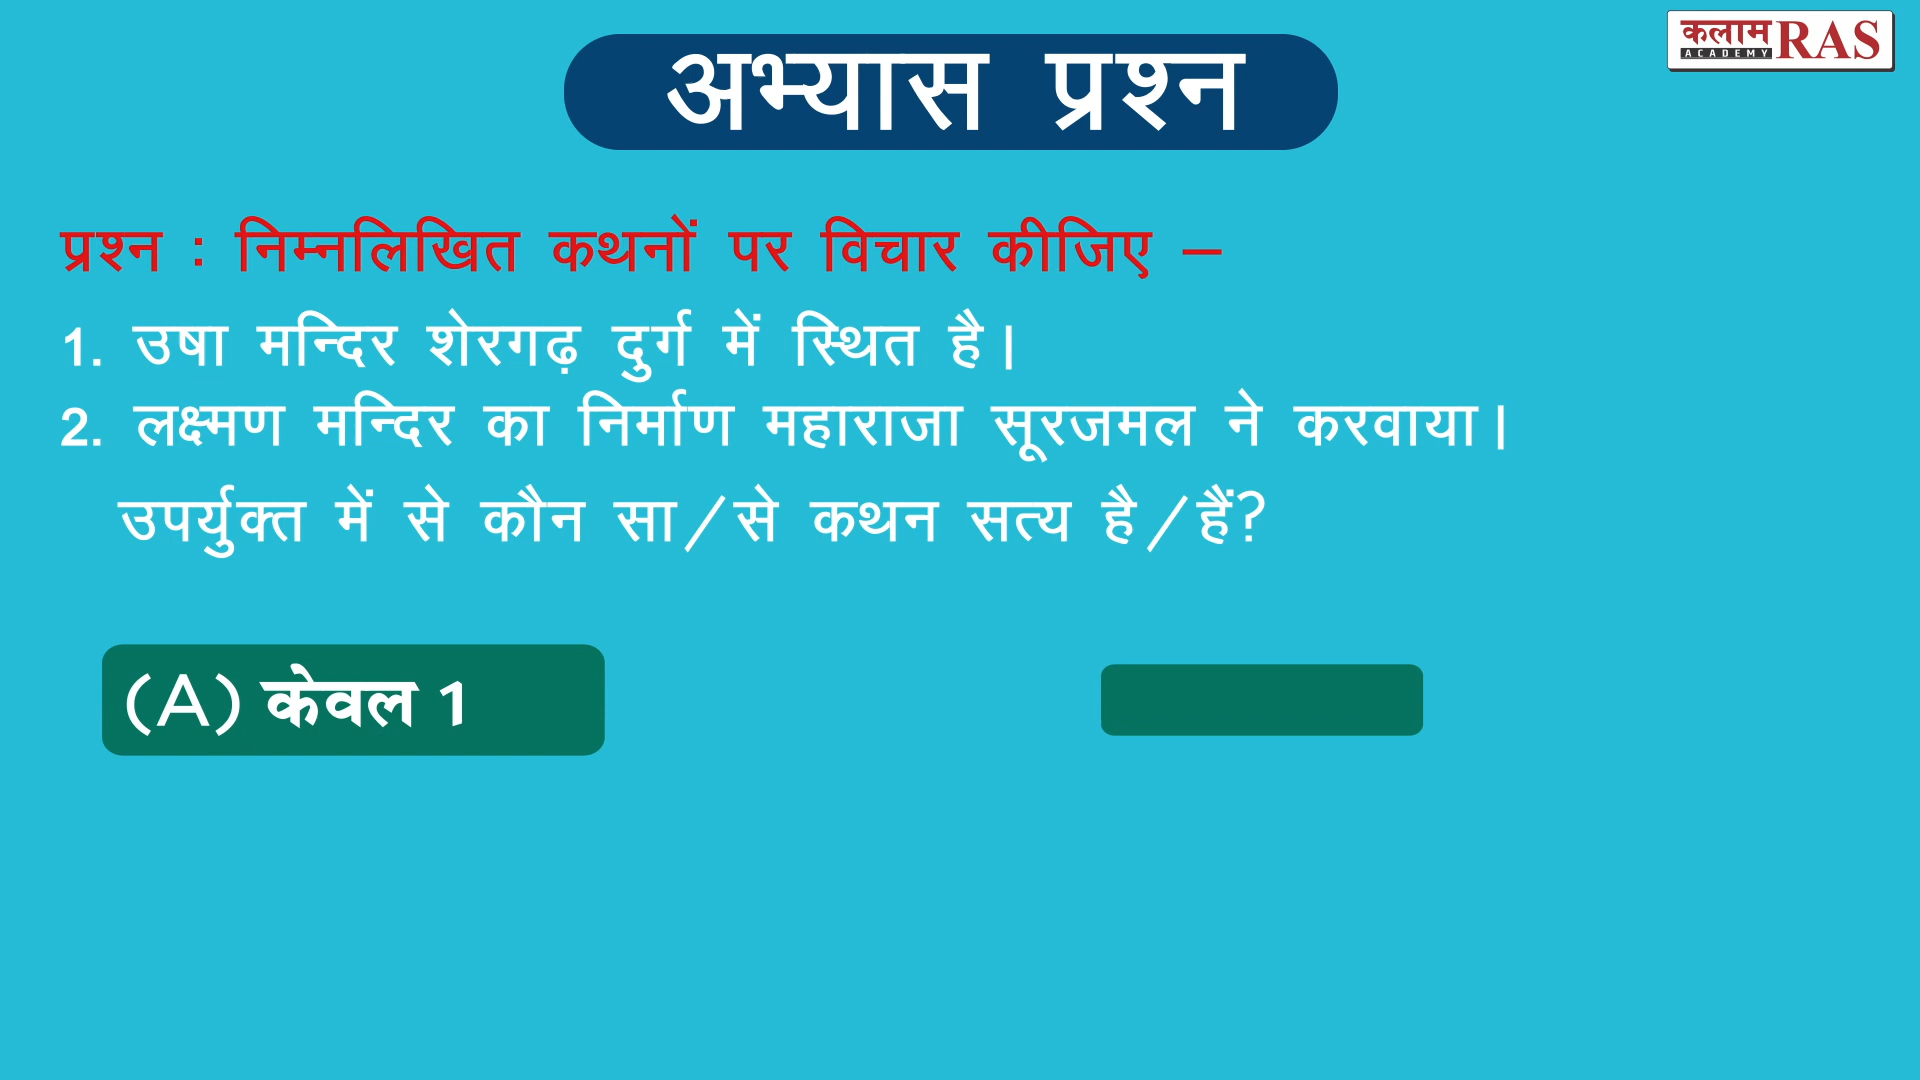 कलाम RAS
ACADEMY
अभ्यास प्रश्न
प्रश्न : निम्नलिखित कथनों पर विचार कीजिए –
1. उषा मन्दिर शेरगढ़ दुर्ग में स्थित है।
2. लक्ष्मण मन्दिर का निर्माण महाराजा सूरजमल ने करवाया।
उपर्युक्त में से कौन सा/से कथन सत्य है/हैं?
(A) केवल 1